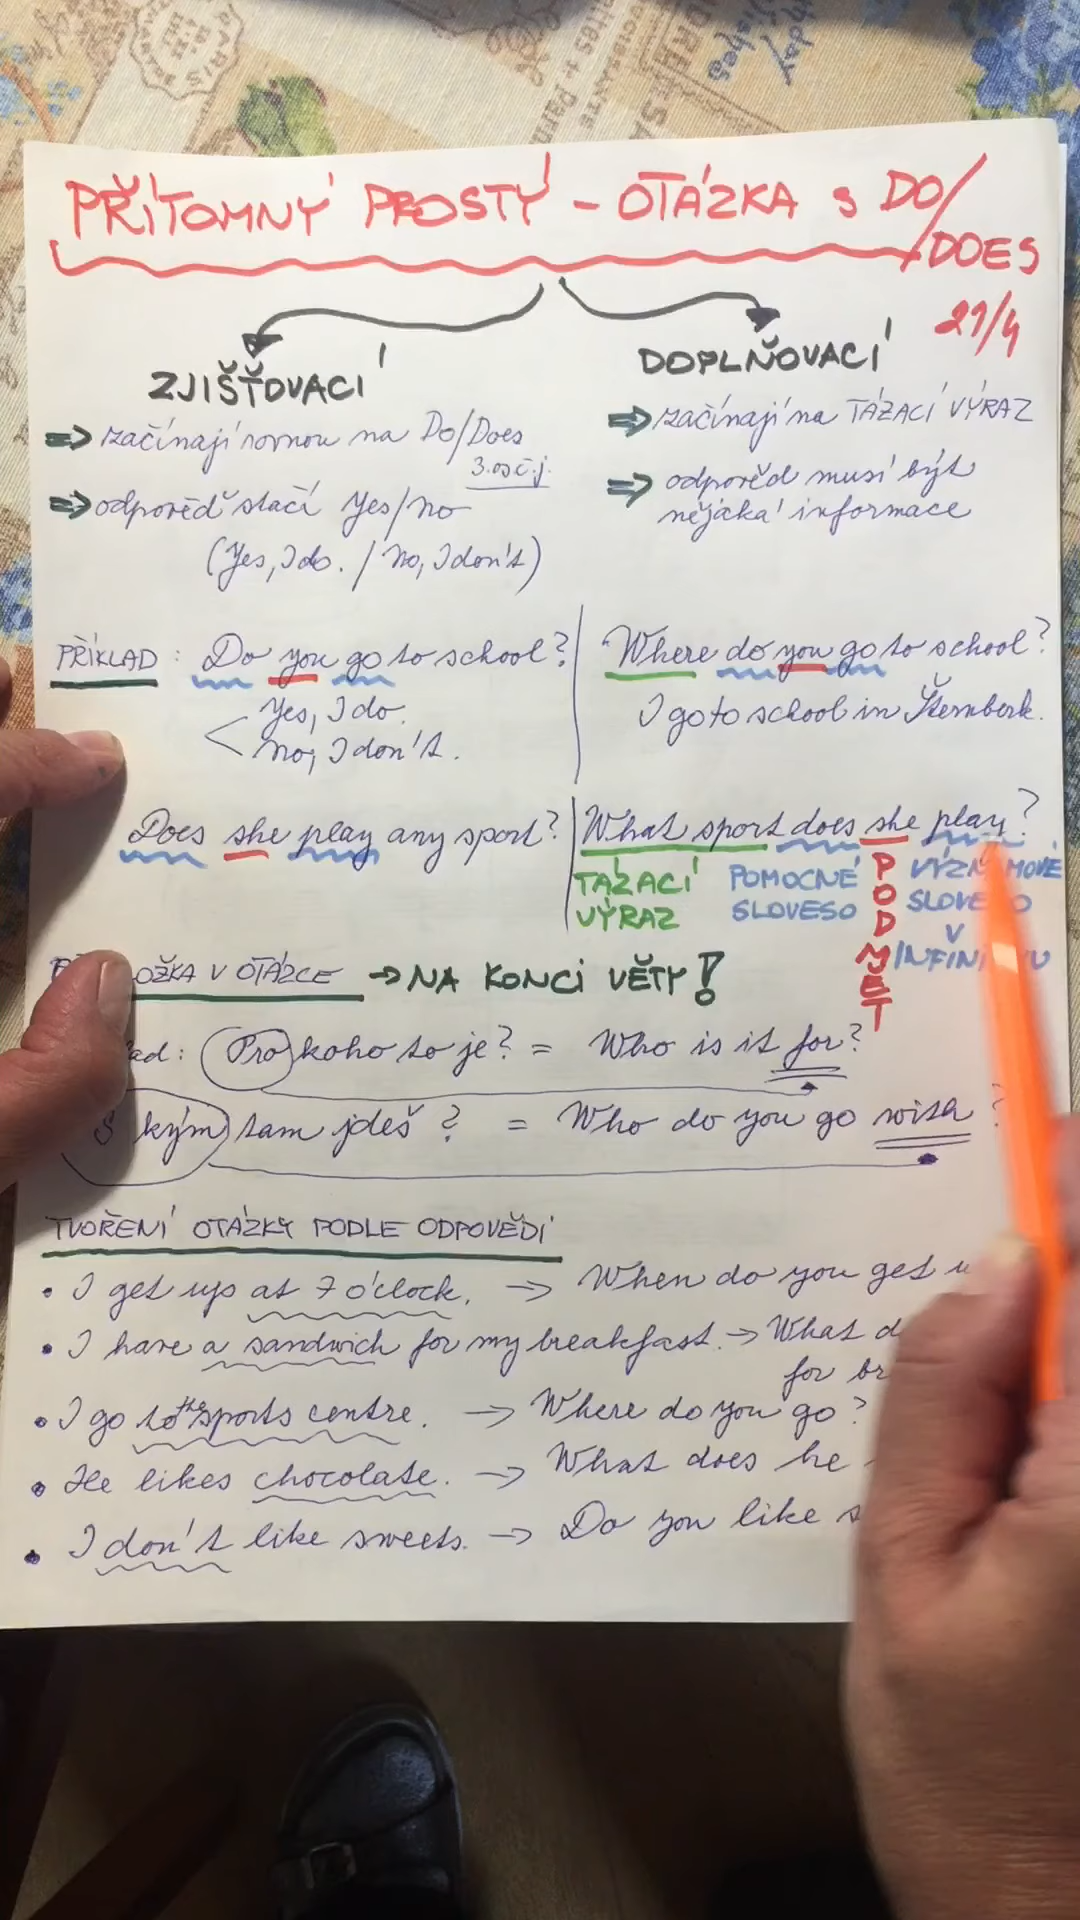 PŘÍTOMNÝ PROSTÝ – OTÁZKA s DO/
DOES
21/4
ZJIŠŤOVACÍ
⇒ začínají rovnou na Do/Does
3.os č.j.
⇒ odpověď stačí Yes/No
(Yes, I do. / No, I don't)
DOPLŇOVACÍ
⇒ začínají na TÁZACÍ VÝRAZ
⇒ odpověď musí být
nějaká informace
PŘÍKLAD: Do you go to school?
Yes, I do.
No, I don't.
Where do you go to school?
I go to school in Šternberk.
Does she play any sport?
What sport does she play?
TÁZACÍ
VÝRAZ
POMOCNÉ
SLOVESO
PODMĚT
SLOVESO
V
V OTÁZCE → NA KONCI VĚTY!
Pro koho to je? = Who is it for?
S kým tam jdeš? = Who do you go with?
TVOŘENÍ OTÁZKY PODLE ODPOVĚDI
• I get up at 7 o'clock. → When do you get
• I have a sandwich for my breakfast. → What
for
• I go to the sports centre. → Where do you go?
• He likes chocolate. → What does he
• I don't like sweets. → Do you like